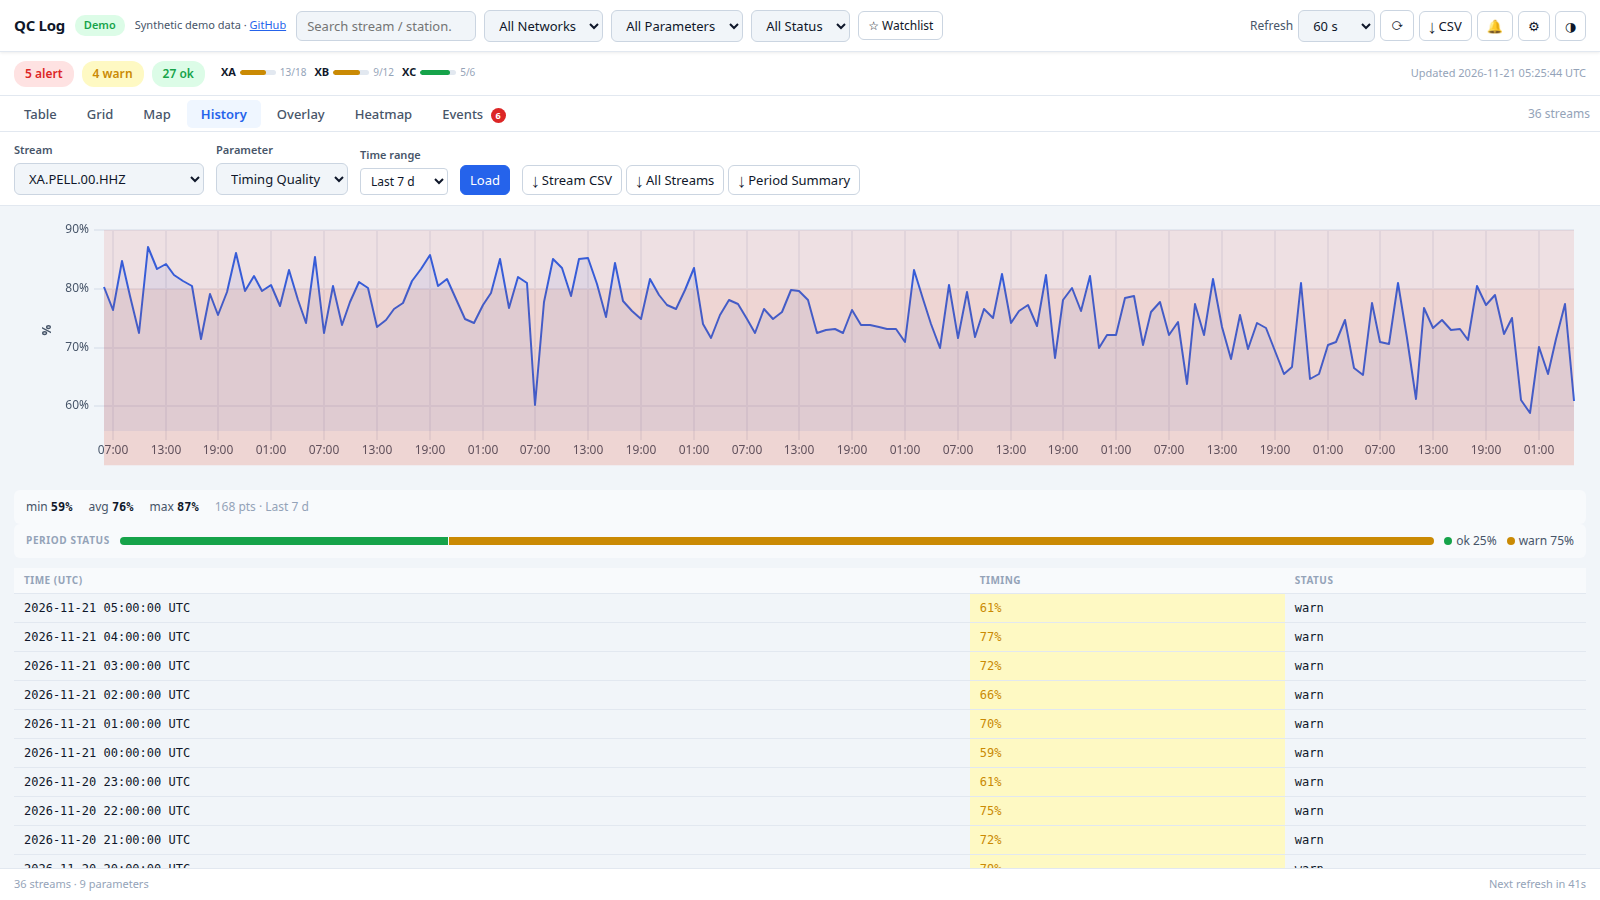 QC Log Demo Synthetic demo data · GitHub Search stream / station. All Networks All Parameters All Status ☆ Watchlist Refresh 60 s ⟳ ↓ CSV 🔔 ⚙ ◑
5 alert 4 warn 27 ok XA 13/18 XB 9/12 XC 5/6 Updated 2026-11-21 05:25:44 UTC
Table Grid Map History Overlay Heatmap Events 6 36 streams
Stream Parameter Time range
XA.PELL.00.HHZ Timing Quality Last 7 d Load ↓ Stream CSV ↓ All Streams ↓ Period Summary
90%
80%
%
70%
60%
07:00 13:00 19:00 01:00 07:00 13:00 19:00 01:00 07:00 13:00 19:00 01:00 07:00 13:00 19:00 01:00 07:00 13:00 19:00 01:00 07:00 13:00 19:00 01:00 07:00 13:00 19:00 01:00
min 59% avg 76% max 87% 168 pts · Last 7 d
PERIOD STATUS ok 25% warn 75%
TIME (UTC) TIMING STATUS
2026-11-21 05:00:00 UTC 61% warn
2026-11-21 04:00:00 UTC 77% warn
2026-11-21 03:00:00 UTC 72% warn
2026-11-21 02:00:00 UTC 66% warn
2026-11-21 01:00:00 UTC 70% warn
2026-11-21 00:00:00 UTC 59% warn
2026-11-20 23:00:00 UTC 61% warn
2026-11-20 22:00:00 UTC 75% warn
2026-11-20 21:00:00 UTC 72% warn
2026-11-20 20:00:00 UTC warn
36 streams · 9 parameters Next refresh in 41s